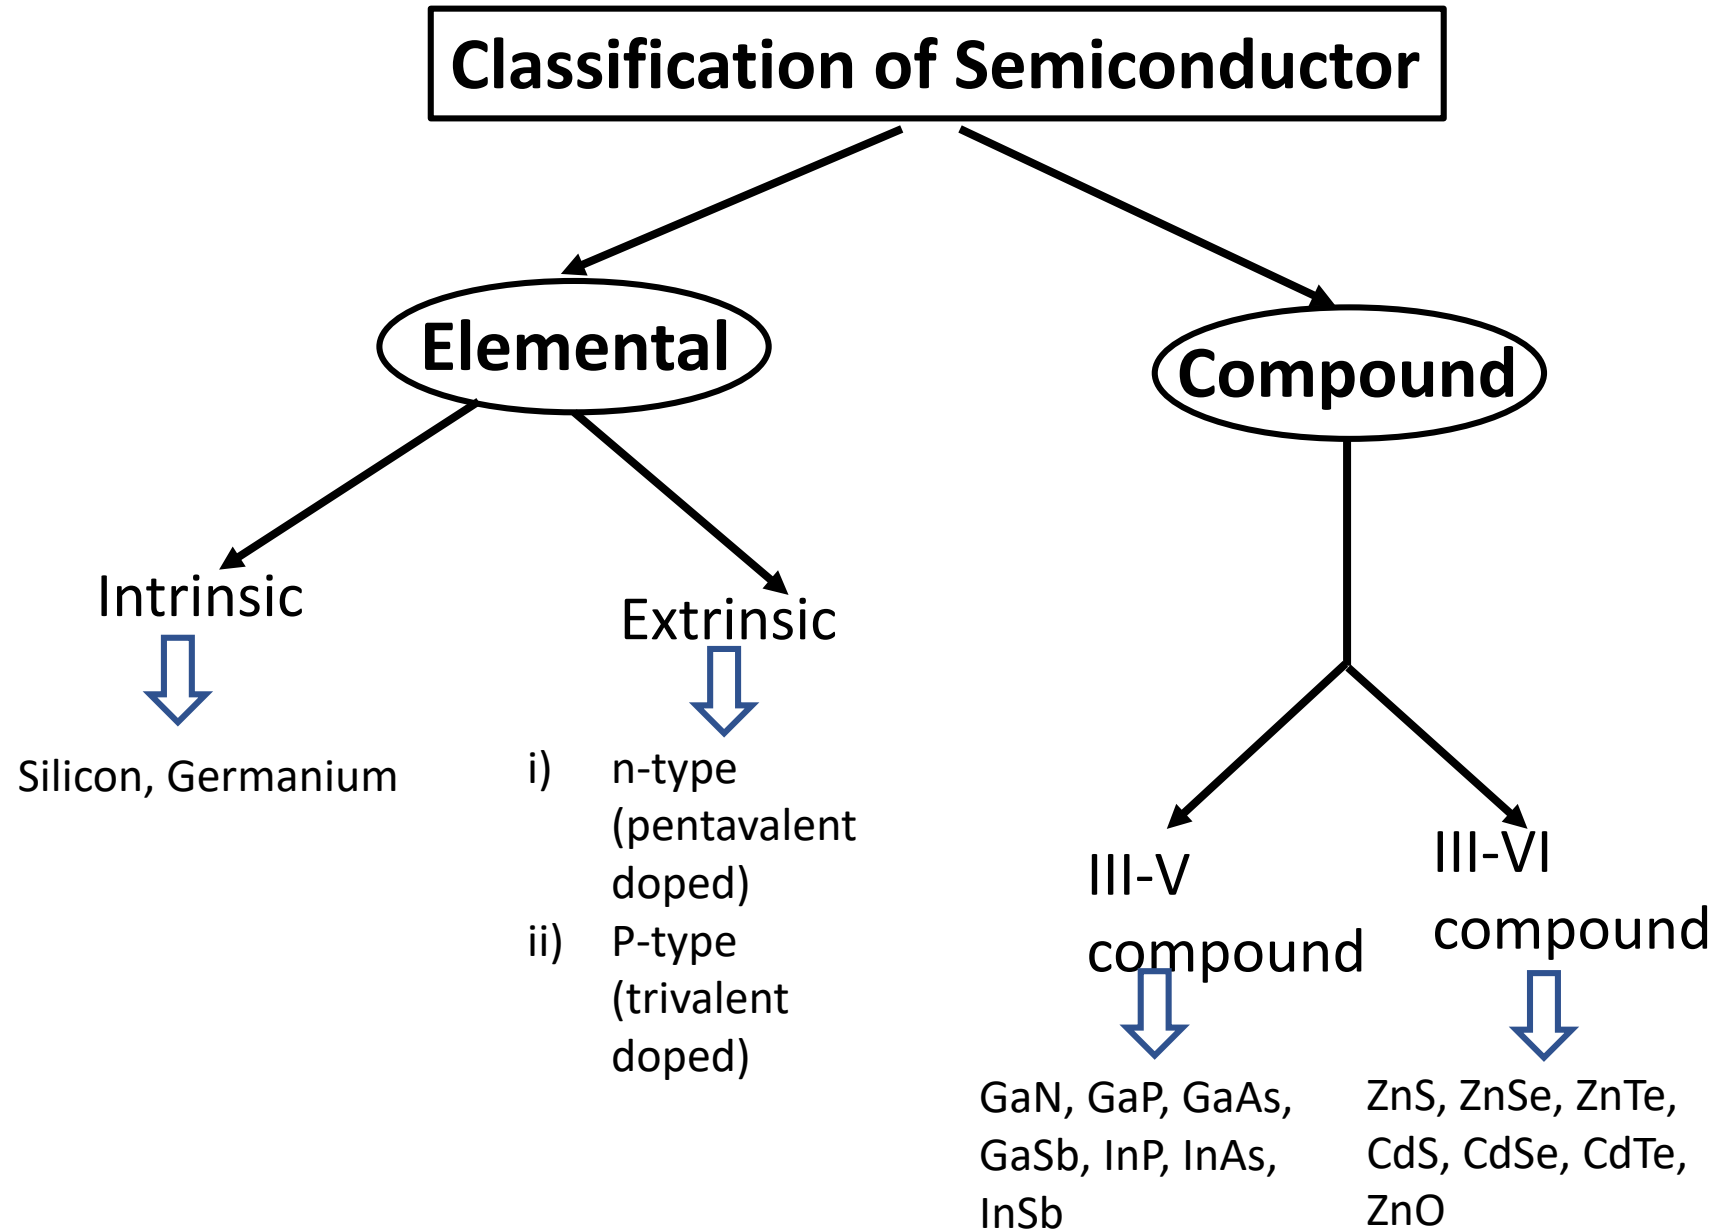 Classification of Semiconductor
Elemental
Compound
Intrinsic
Extrinsic
Silicon, Germanium
i) n-type
(pentavalent
doped)
ii) P-type
(trivalent
doped)
III-V
compound
III-VI
compound
GaN, GaP, GaAs,
GaSb, InP, InAs,
InSb
ZnS, ZnSe, ZnTe,
CdS, CdSe, CdTe,
ZnO